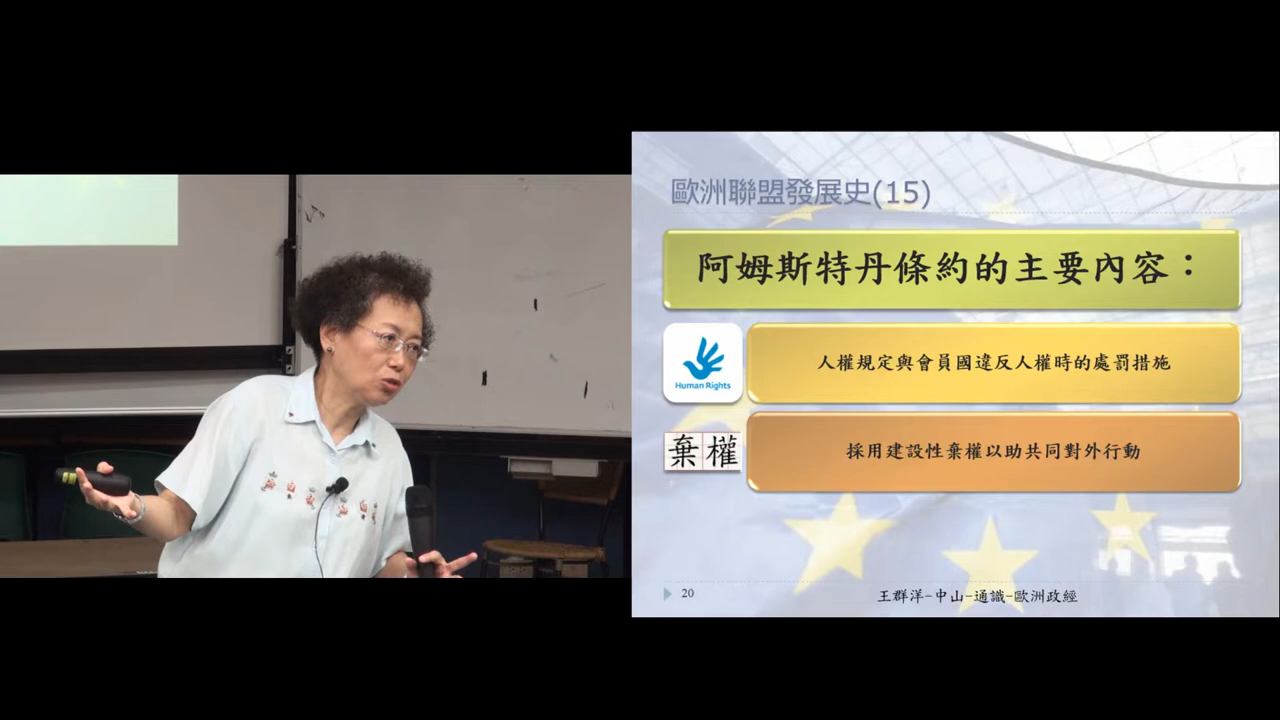 歐洲聯盟發展史(15)
阿姆斯特丹條約的主要內容：
Human Rights
人權規定與會員國違反人權時的處罰措施
棄權
採用建設性棄權以助共同對外行動
20
王群洋-中山-通識-歐洲政經